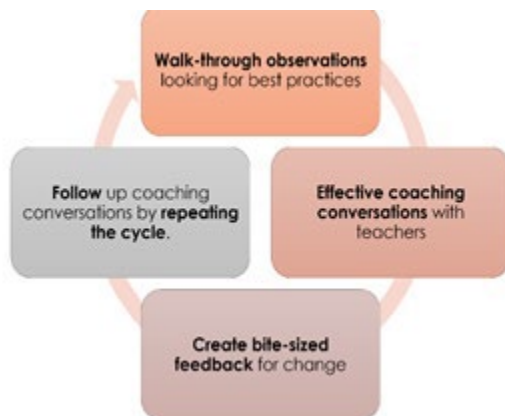 Walk-through observations
looking for best practices
Effective coaching
conversations with
teachers
Create bite-sized
feedback for change
Follow up coaching
conversations by repeating
the cycle.